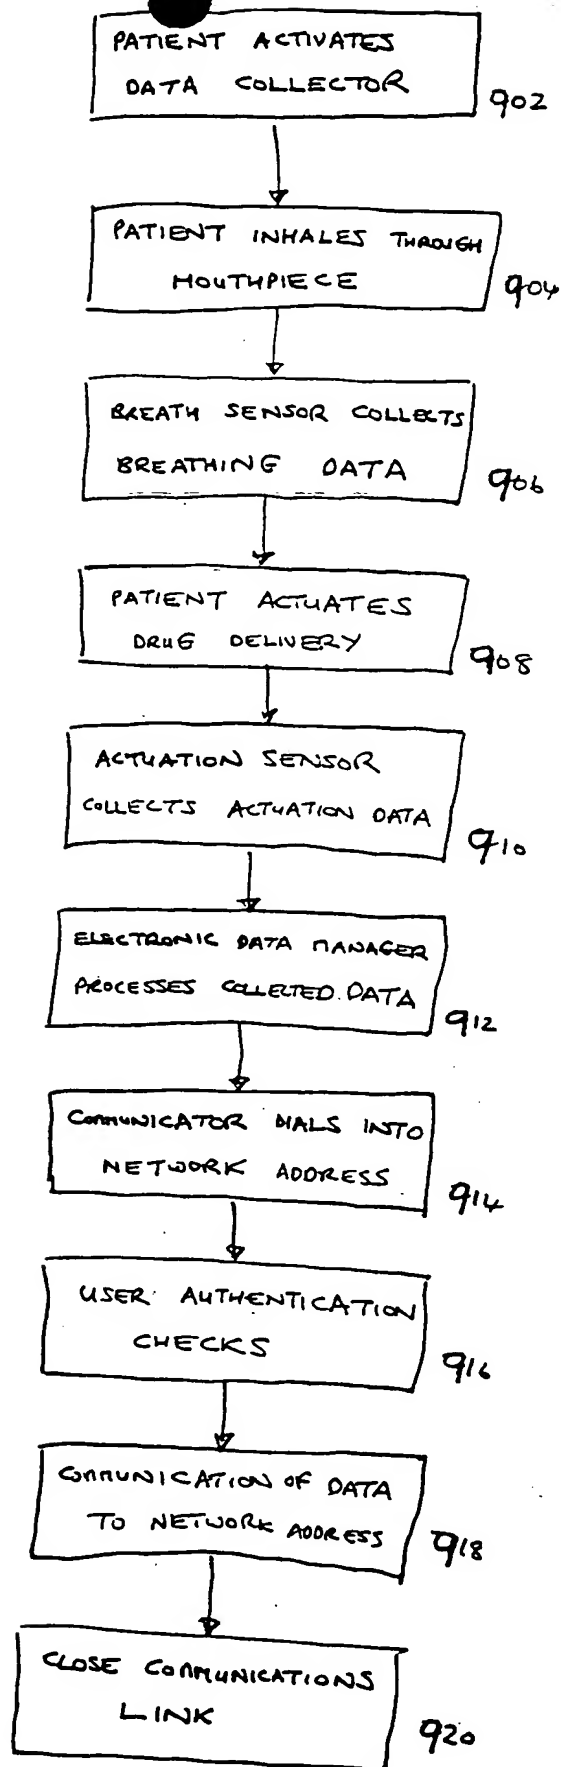 PATIENT ACTIVATES
DATA COLLECTOR
902
PATIENT INHALES THROUGH
MOUTHPIECE
904
BREATH SENSOR COLLECTS
BREATHING DATA
906
PATIENT ACTUATES
DRUG DELIVERY
908
ACTUATION SENSOR
COLLECTS ACTUATION DATA
910
ELECTRONIC DATA MANAGER
PROCESSES COLLECTED DATA
912
COMMUNICATOR DIALS INTO
NETWORK ADDRESS
914
USER AUTHENTICATION
CHECKS
916
COMMUNICATION OF DATA
TO NETWORK ADDRESS
918
CLOSE COMMUNICATIONS
LINK
920